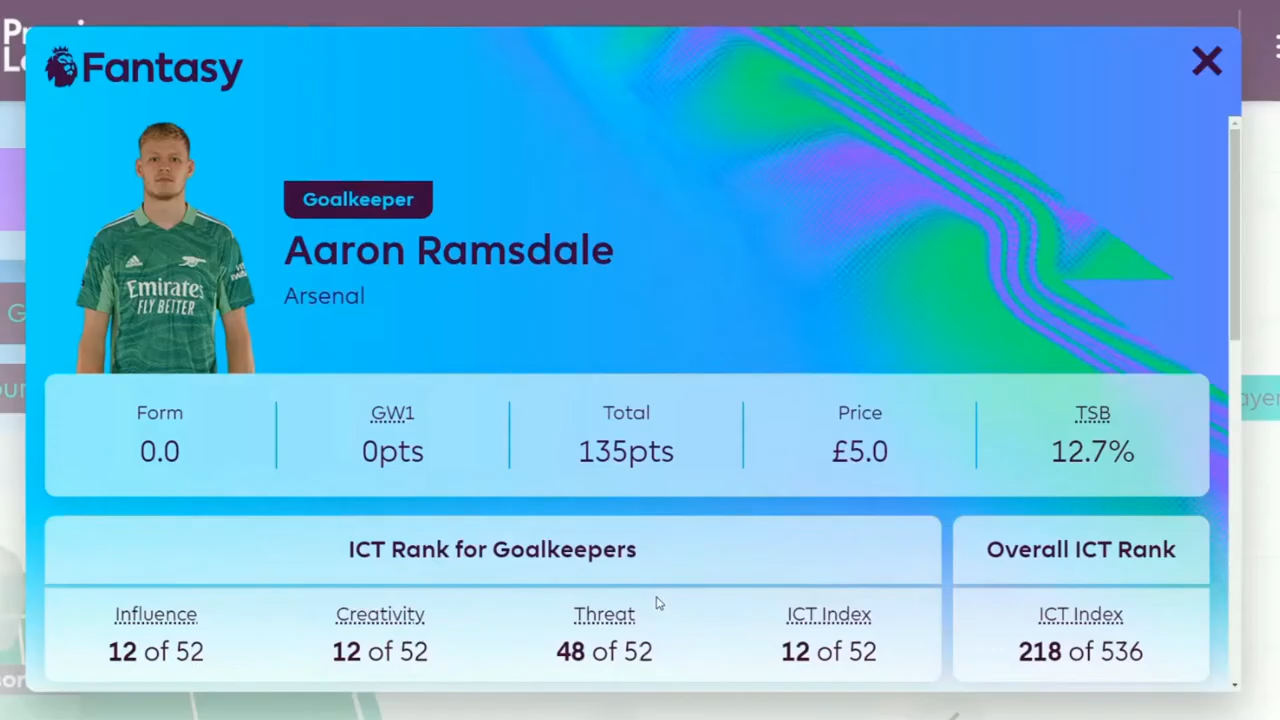 Fantasy
Goalkeeper
Aaron Ramsdale
Arsenal
Emirates
FLY BETTER
Form
GW1
Total
Price
TSB
0.0
0pts
135pts
£5.0
12.7%
ICT Rank for Goalkeepers
Overall ICT Rank
Influence
Creativity
Threat
ICT Index
ICT Index
12 of 52
12 of 52
48 of 52
12 of 52
218 of 536